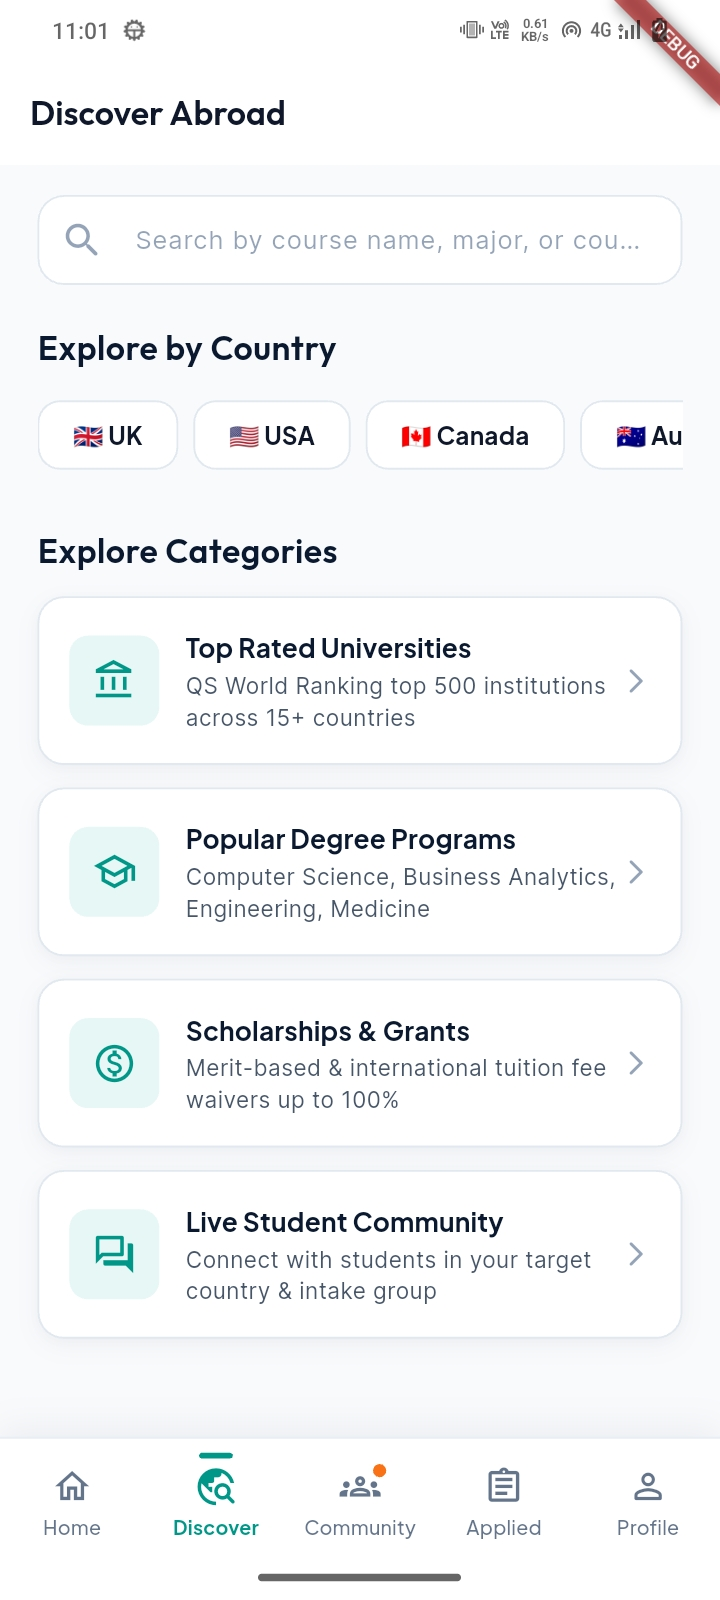 11:01
Vo)) LTE
0.61 KB/s
4G
DEBUG
Discover Abroad
Search by course name, major, or cou...
Explore by Country
🇬🇧 UK
🇺🇸 USA
🇨🇦 Canada
🇦🇺 Au
Explore Categories
Top Rated Universities
QS World Ranking top 500 institutions
across 15+ countries
Popular Degree Programs
Computer Science, Business Analytics,
Engineering, Medicine
Scholarships & Grants
Merit-based & international tuition fee
waivers up to 100%
Live Student Community
Connect with students in your target
country & intake group
Home
Discover
Community
Applied
Profile